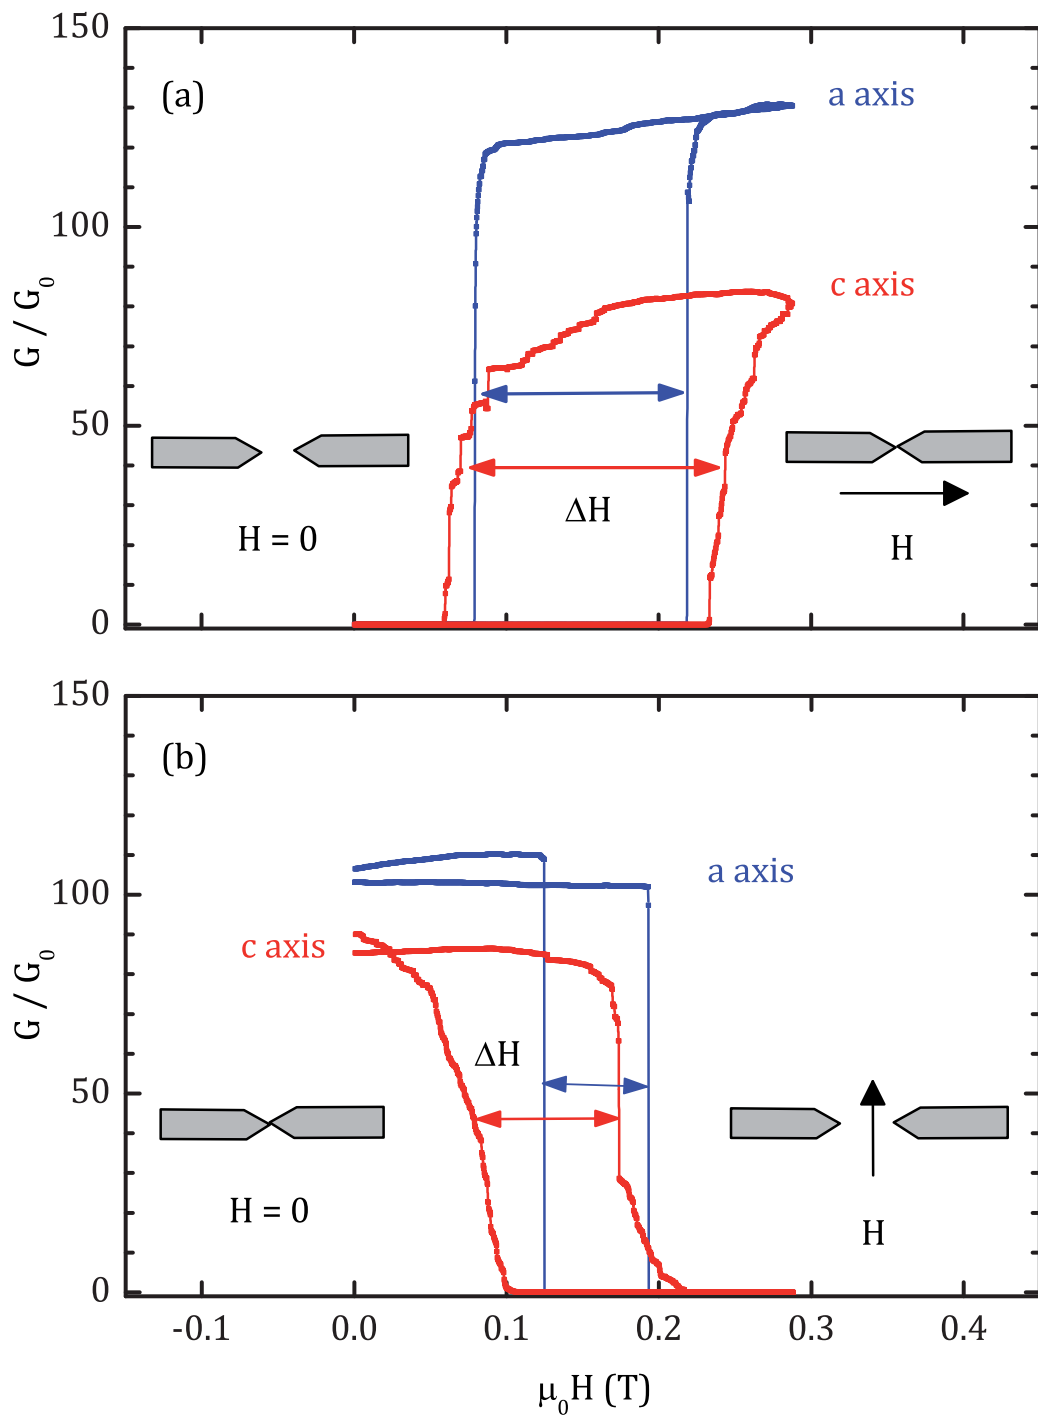 150
(a)
a axis
100
c axis
G / G₀
50
ΔH
H = 0
H
0
150
(b)
a axis
100
c axis
G / G₀
ΔH
50
H = 0
H
0
-0.1 0.0 0.1 0.2 0.3 0.4
μ₀H (T)